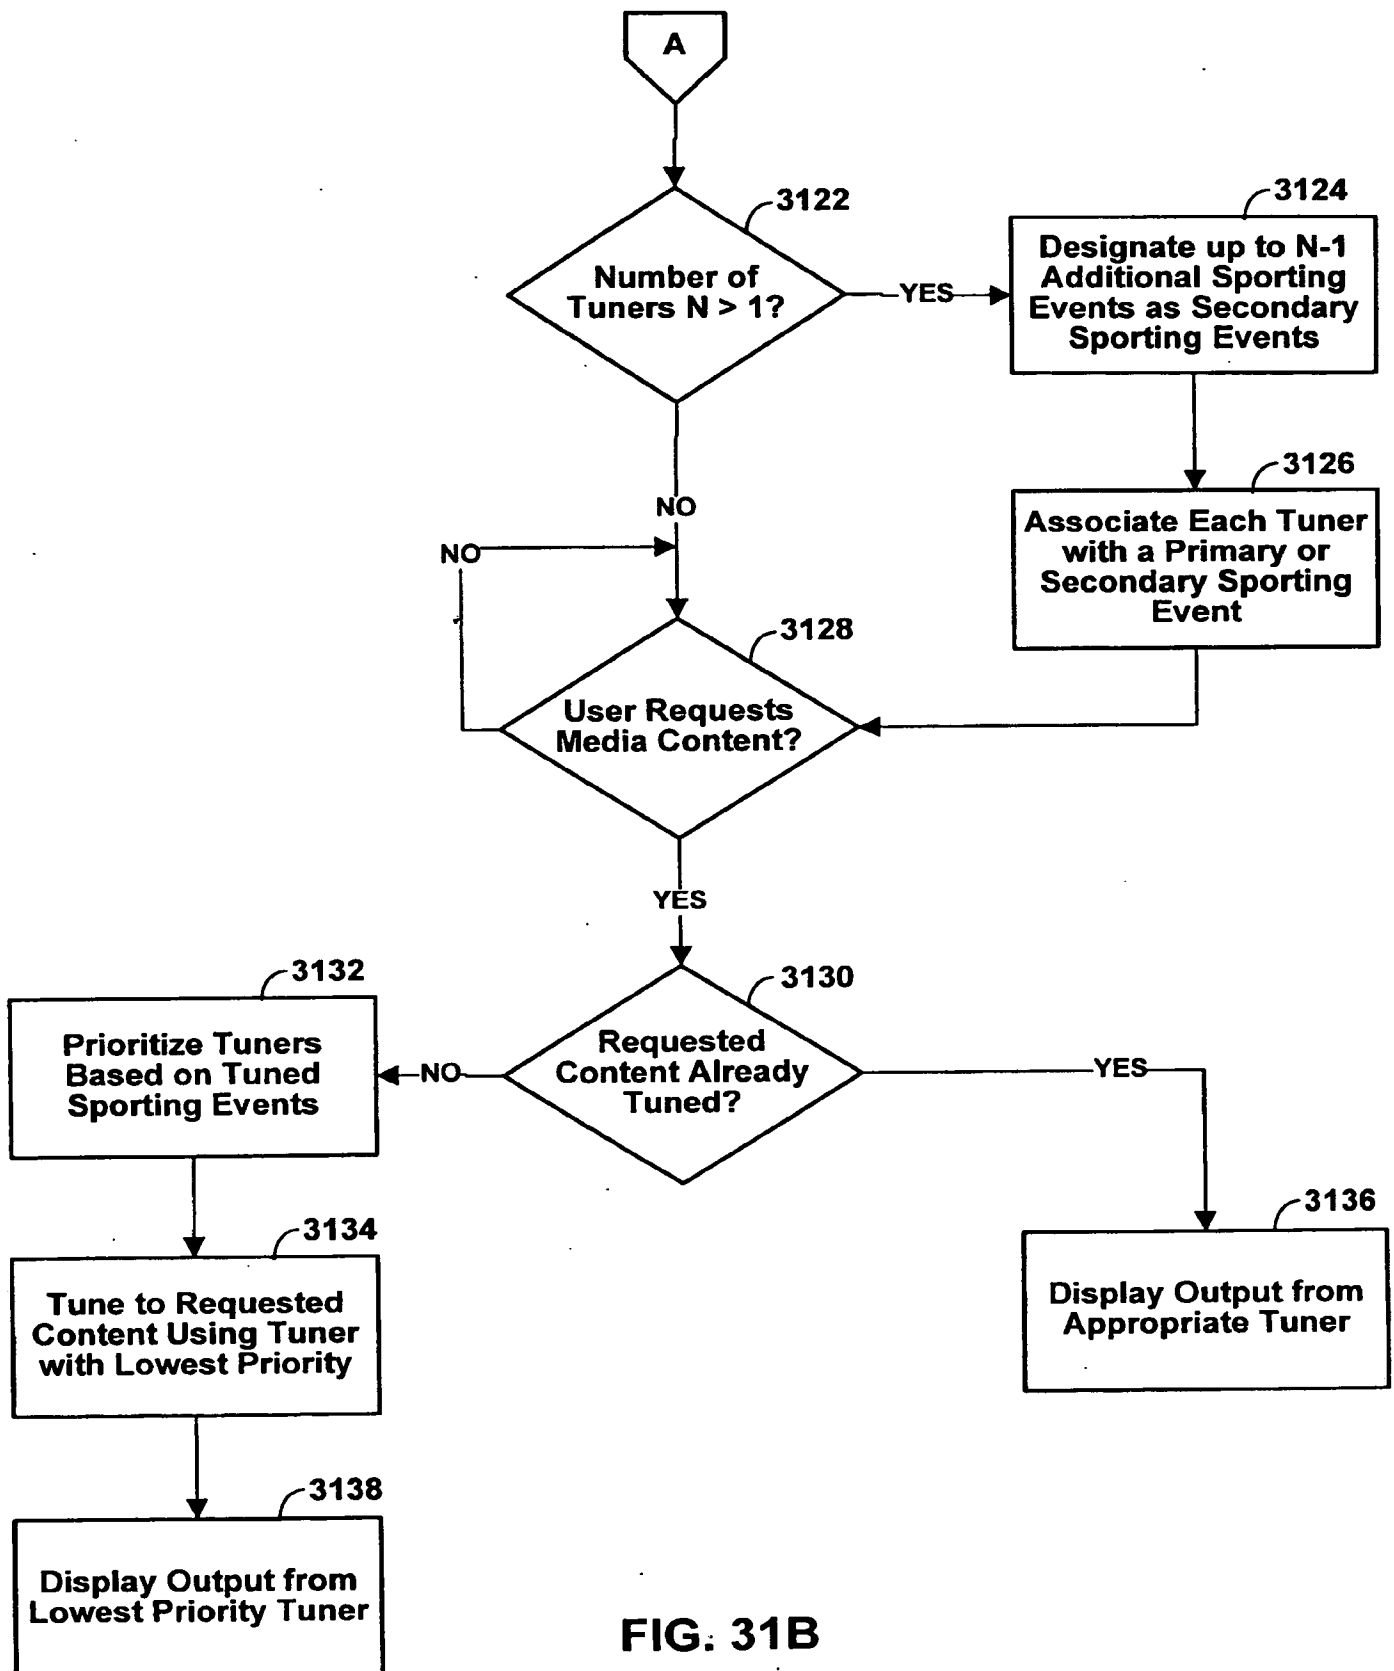 A
3122
Number of
Tuners N > 1?
YES
3124
Designate up to N-1
Additional Sporting
Events as Secondary
Sporting Events
3126
Associate Each Tuner
with a Primary or
Secondary Sporting
Event
NO
NO
3128
User Requests
Media Content?
YES
3130
Requested
Content Already
Tuned?
NO
YES
3132
Prioritize Tuners
Based on Tuned
Sporting Events
3134
Tune to Requested
Content Using Tuner
with Lowest Priority
3136
Display Output from
Appropriate Tuner
3138
Display Output from
Lowest Priority Tuner
FIG. 31B